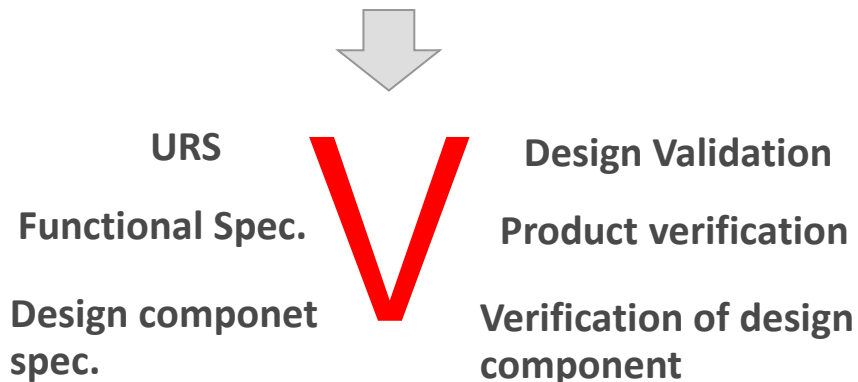 URS
Design Validation
Functional Spec.
Product verification
Design componet
spec.
Verification of design
component
V